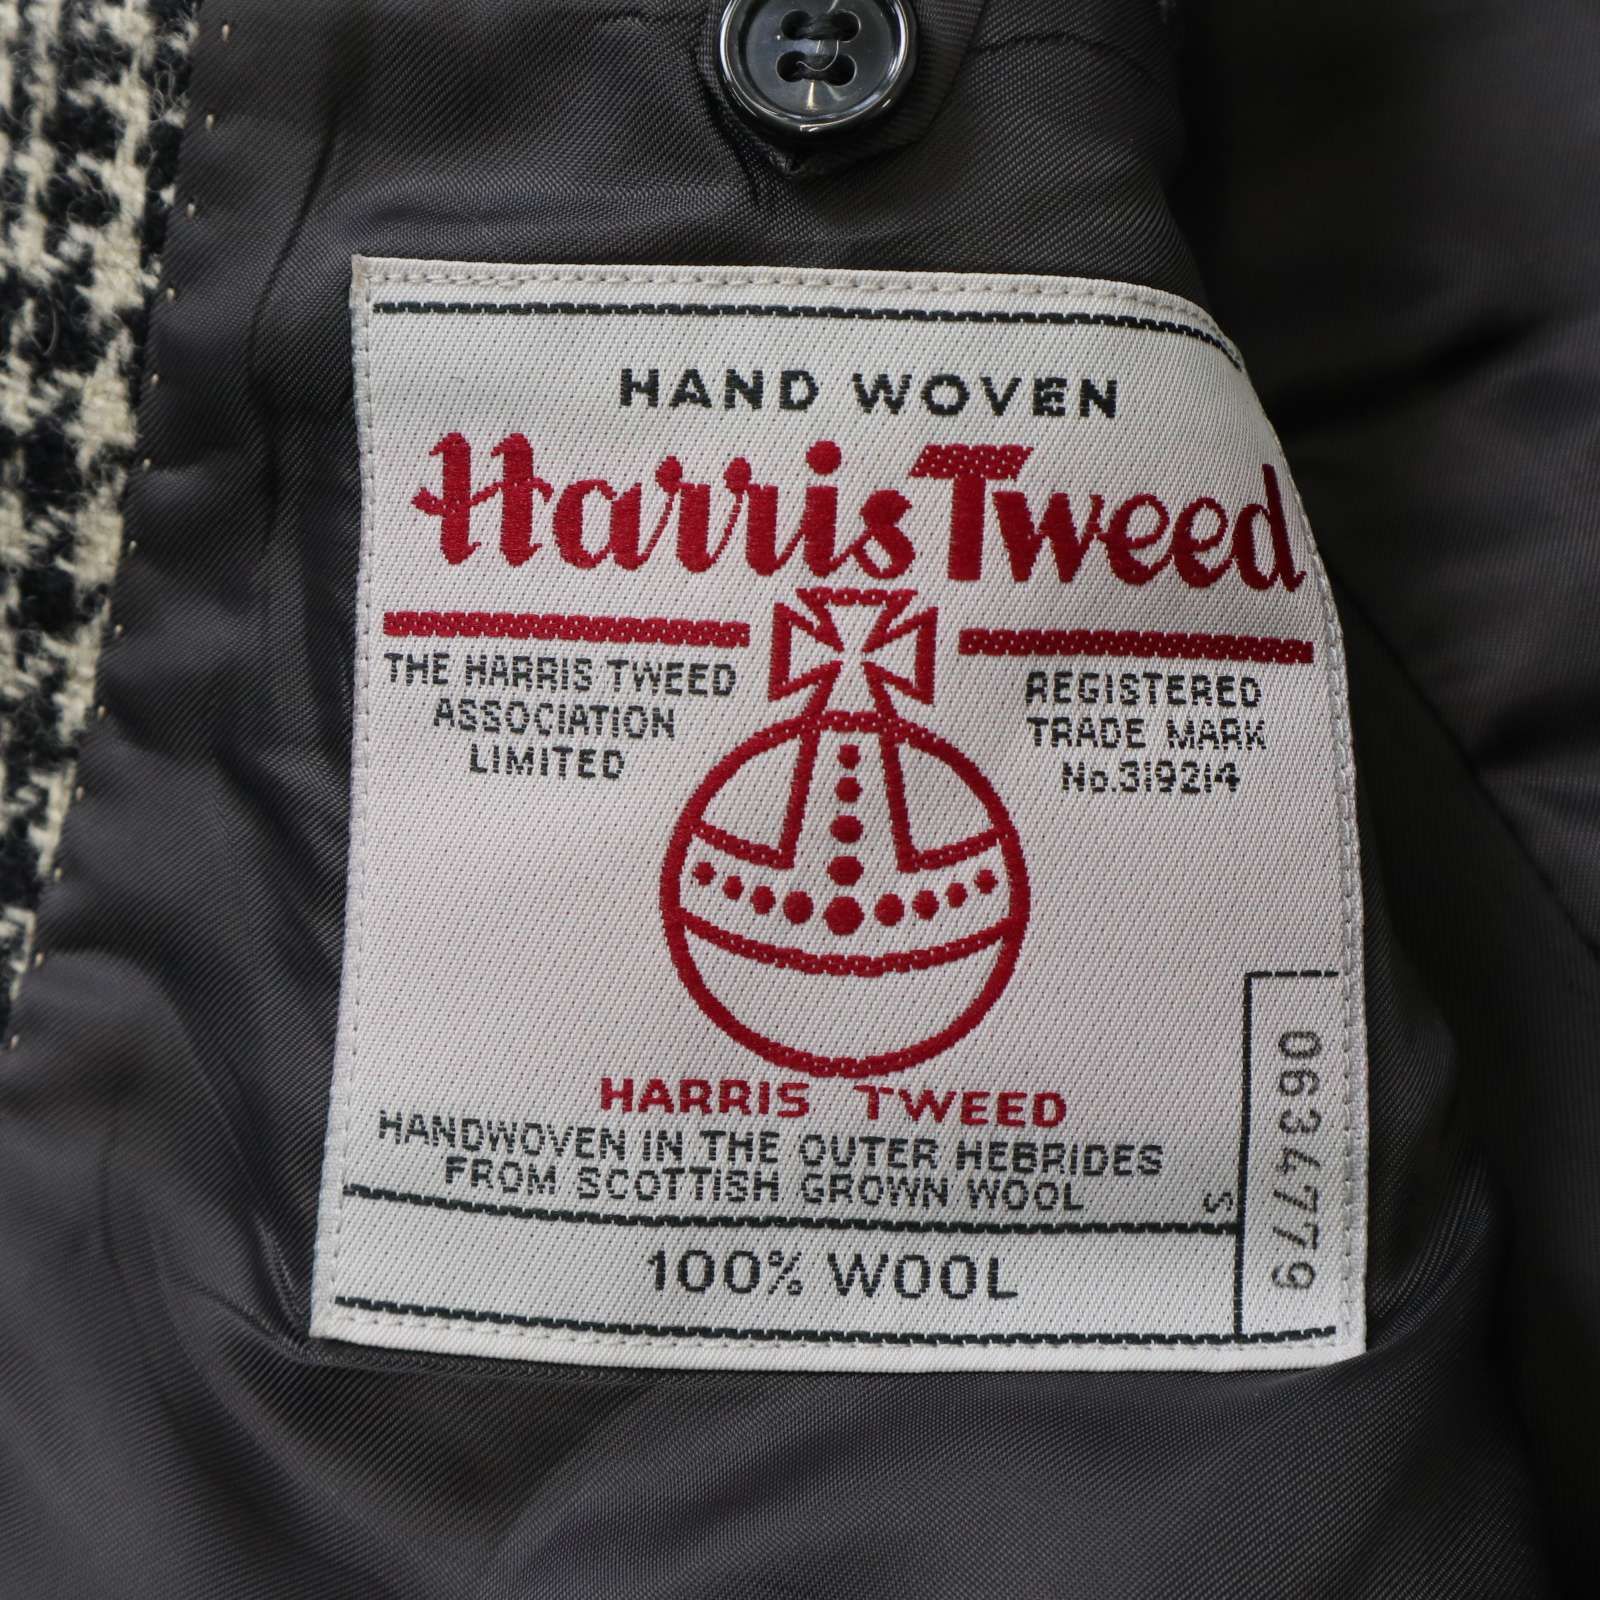 HAND WOVEN
Harris Tweed
THE HARRIS TWEED
ASSOCIATION
LIMITED
REGISTERED
TRADE MARK
No.319214
HARRIS TWEED
HANDWOVEN IN THE OUTER HEBRIDES
FROM SCOTTISH GROWN WOOL
S
100% WOOL
0634779